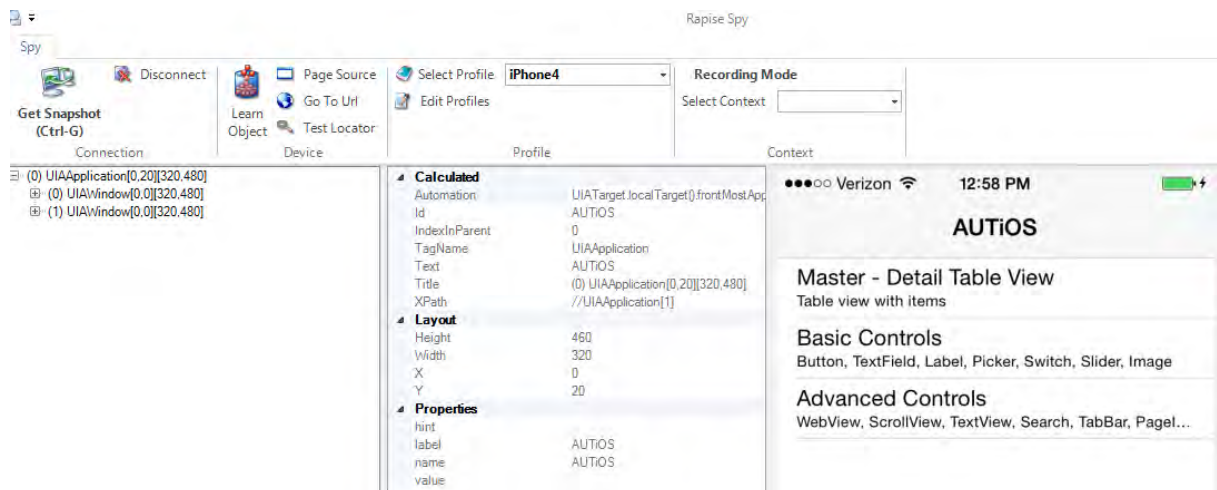 Rapise Spy
Spy
Get Snapshot
(Ctrl-G)
Disconnect
Connection
Learn
Object
Page Source
Go To Url
Test Locator
Device
Select Profile iPhone4
Edit Profiles
Profile
Recording Mode
Select Context
Context
(0) UIAApplication[0,20][320,480]
(0) UIAWindow[0,0][320,480]
(1) UIAWindow[0,0][320,480]
Calculated
Automation UIATarget.localTarget().frontMostApp
Id AUTiOS
IndexInParent 0
TagName UIAApplication
Text AUTiOS
Title (0) UIAApplication[0,20][320,480]
XPath //UIAApplication[1]
Layout
Height 460
Width 320
X 0
Y 20
Properties
hint
label AUTiOS
name AUTiOS
value
Verizon 12:58 PM
AUTiOS
Master - Detail Table View
Table view with items
Basic Controls
Button, TextField, Label, Picker, Switch, Slider, Image
Advanced Controls
WebView, ScrollView, TextView, Search, TabBar, PageI...